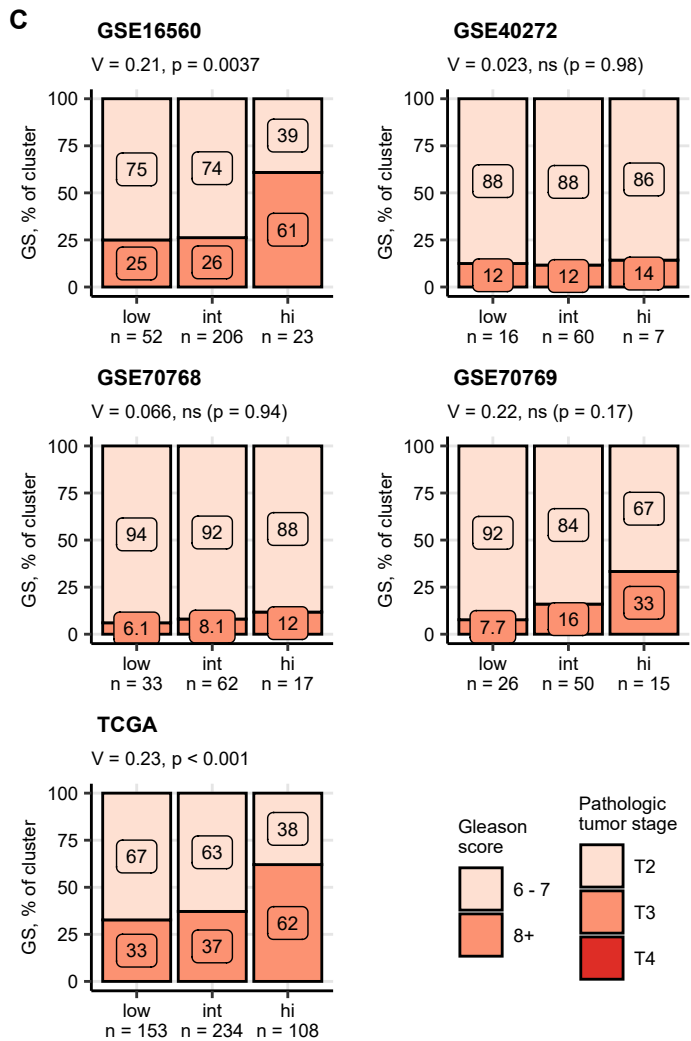 C
GSE16560
V = 0.21, p = 0.0037
GS, % of cluster
100
75
50
25
0
75
74
39
25
26
61
low
int
hi
n = 52
n = 206
n = 23
GSE40272
V = 0.023, ns (p = 0.98)
GS, % of cluster
100
75
50
25
0
88
88
86
12
12
14
low
int
hi
n = 16
n = 60
n = 7
GSE70768
V = 0.066, ns (p = 0.94)
GS, % of cluster
100
75
50
25
0
94
92
88
6.1
8.1
12
low
int
hi
n = 33
n = 62
n = 17
GSE70769
V = 0.22, ns (p = 0.17)
GS, % of cluster
100
75
50
25
0
92
84
67
7.7
16
33
low
int
hi
n = 26
n = 50
n = 15
TCGA
V = 0.23, p < 0.001
GS, % of cluster
100
75
50
25
0
67
63
38
33
37
62
low
int
hi
n = 153
n = 234
n = 108
Gleason
score
6 - 7
8+
Pathologic
tumor stage
T2
T3
T4